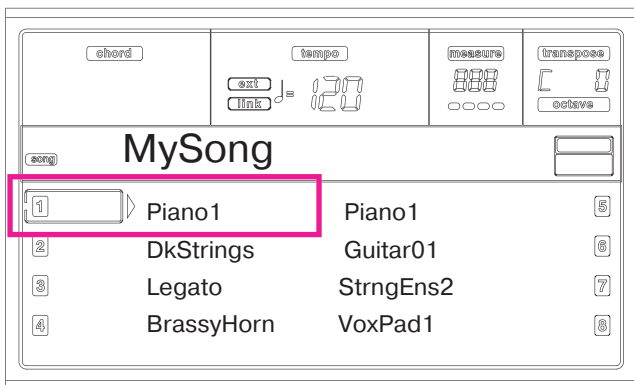 chord tempo measure transpose
ext ♩= 120 888 C 0
link octave
song MySong
1 Piano1 Piano1 5
2 DkStrings Guitar01 6
3 Legato StrngEns2 7
4 BrassyHorn VoxPad1 8